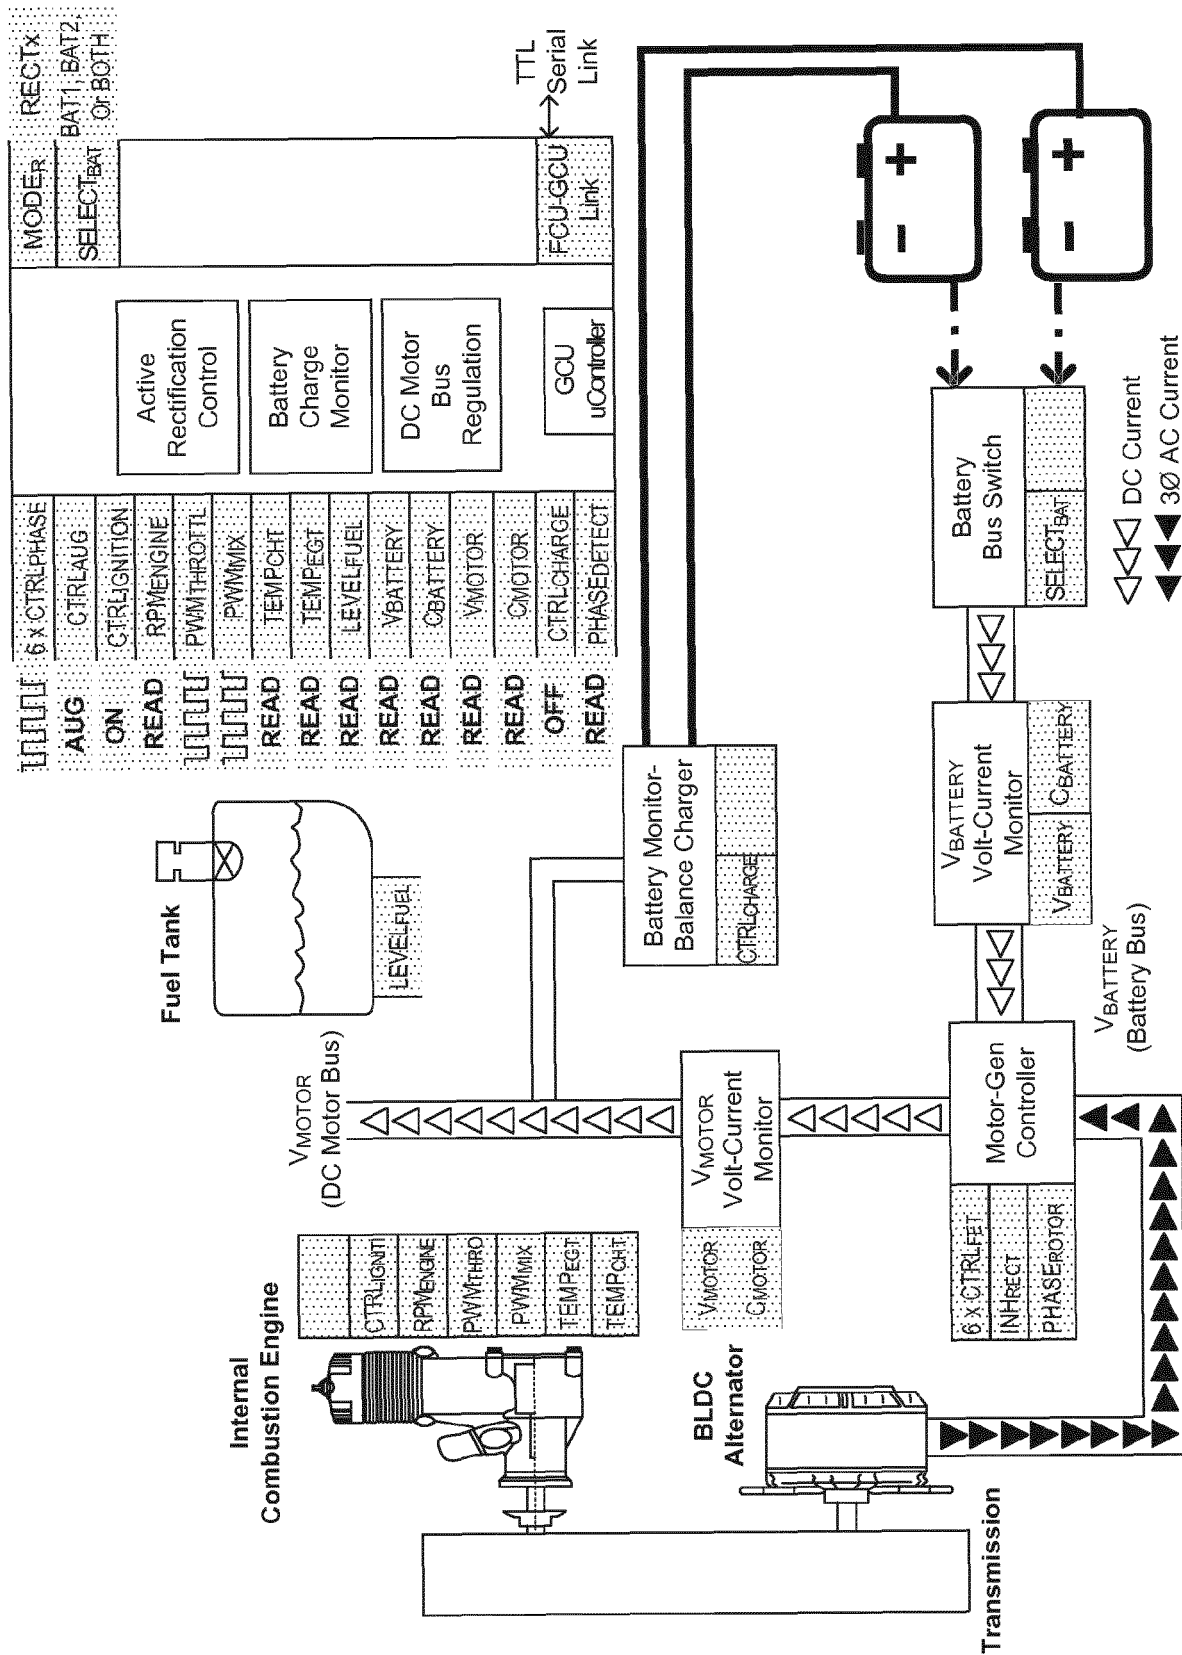 6 x CTRLPHASE
AUG CTRLAUG
ON CTRLIGNITION
READ RPMENGINE
PWMTHROTTL
PWMMIX
READ TEMPCHT
READ TEMPEGT
READ LEVELFUEL
READ VBATTERY
READ CBATTERY
READ VMOTOR
READ CMOTOR
OFF CTRLCHARGE
READ PHASEDETECT
Active
Rectification
Control
Battery
Charge
Monitor
DC Motor
Bus
Regulation
GCU
uController
MODER RECTx
SELECTBAT BAT1, BAT2,
Or BOTH
FCU-GCU
Link
TTL
Serial
Link
Fuel Tank
LEVELFUEL
Internal
Combustion Engine
CTRLIGNITI
RPMENGINE
PWMTHRO
PWMMIX
TEMPEGT
TEMPCHT
VMOTOR
(DC Motor Bus)
Battery Monitor-
Balance Charger
CTRLCHARGE
VMOTOR
Volt-Current
Monitor
VMOTOR
CMOTOR
BLDC
Alternator
Transmission
Motor-Gen
Controller
6 x CTRLFET
INHRECT
PHASEROTOR
VBATTERY
(Battery Bus)
VBATTERY
Volt-Current
Monitor
VBATTERY CBATTERY
Battery
Bus Switch
SELECTBAT
- +
- +
DC Current
3Ø AC Current